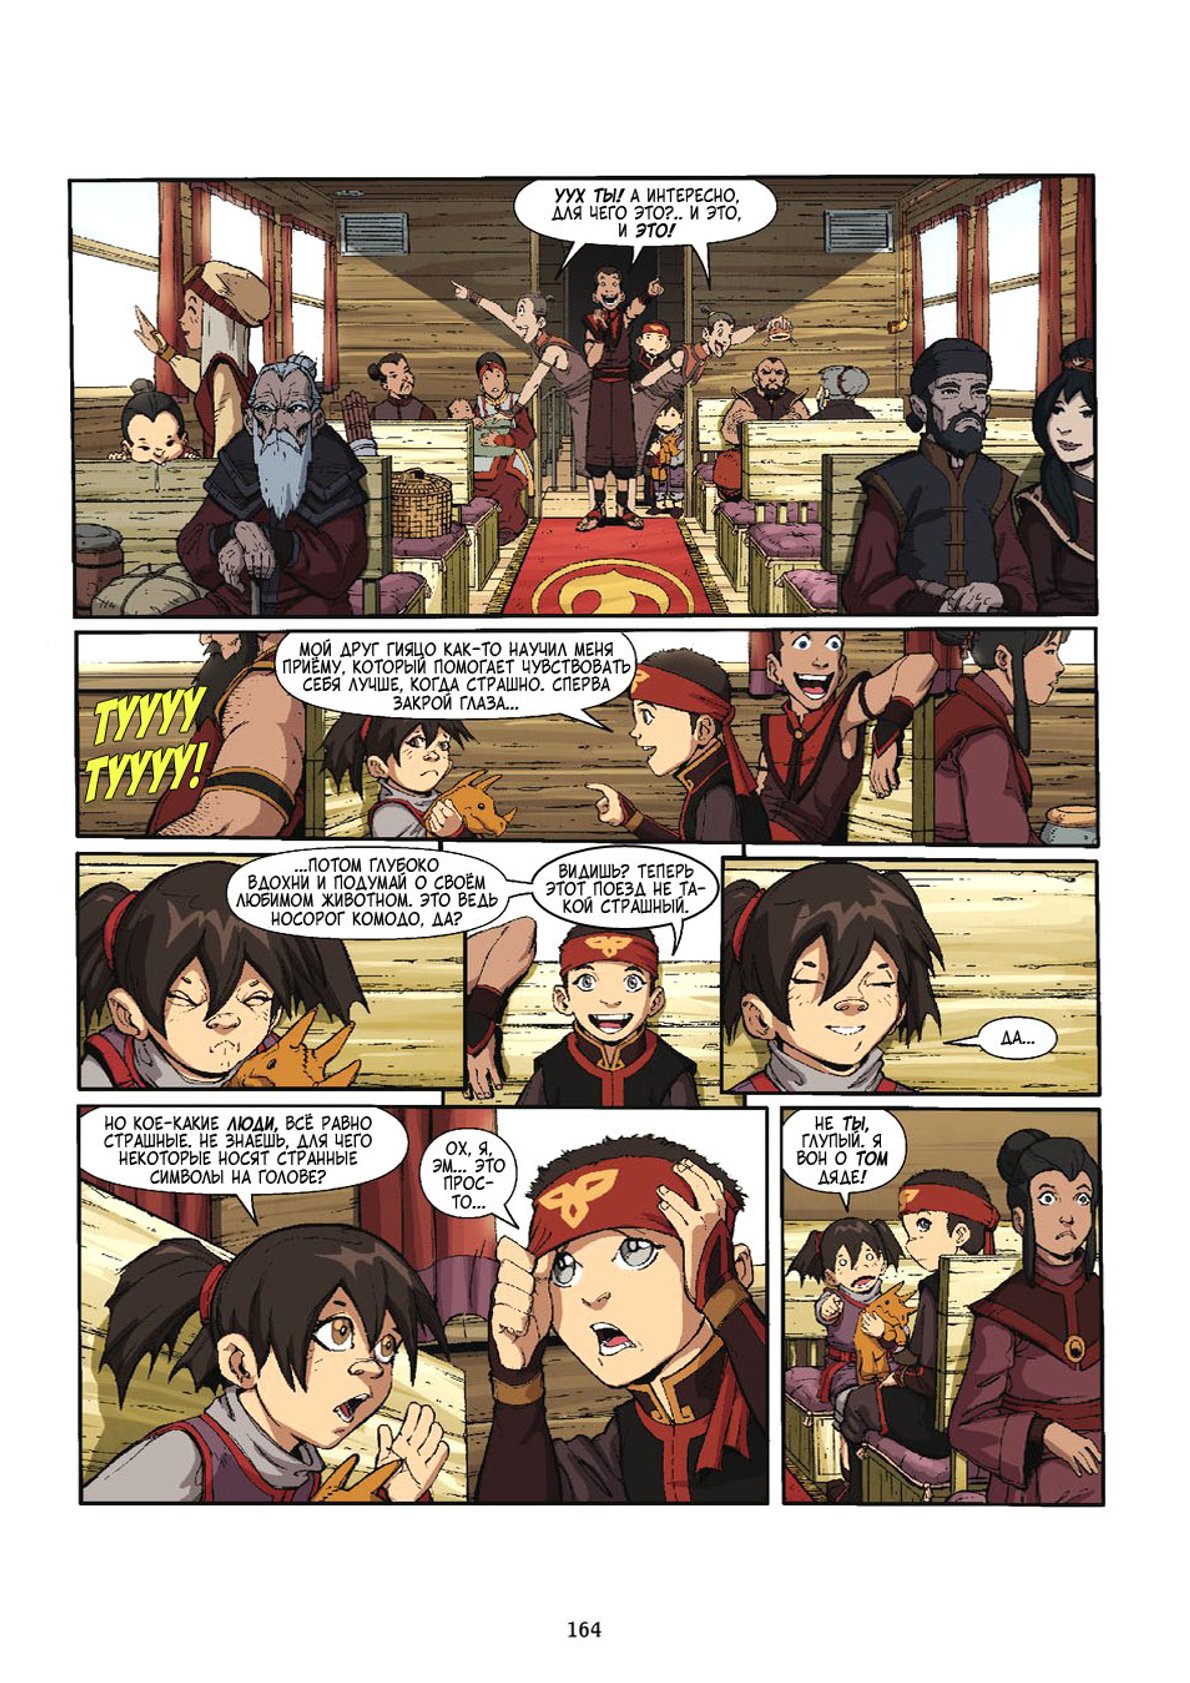 УУХ ТЫ! А ИНТЕРЕСНО,
ДЛЯ ЧЕГО ЭТО?.. И ЭТО,
И ЭТО!
ТУУУУ
ТУУУУ!
МОЙ ДРУГ ГИЯЦО КАК-ТО НАУЧИЛ МЕНЯ
ПРИЁМУ, КОТОРЫЙ ПОМОГАЕТ ЧУВСТВОВАТЬ
СЕБЯ ЛУЧШЕ, КОГДА СТРАШНО. СПЕРВА
ЗАКРОЙ ГЛАЗА...
...ПОТОМ ГЛУБОКО
ВДОХНИ И ПОДУМАЙ О СВОЁМ
ЛЮБИМОМ ЖИВОТНОМ. ЭТО ВЕДЬ
НОСОРОГ КОМОДО, ДА?
ВИДИШЬ? ТЕПЕРЬ
ЭТОТ ПОЕЗД НЕ ТА-
КОЙ СТРАШНЫЙ.
ДА...
НО КОЕ-КАКИЕ ЛЮДИ, ВСЁ РАВНО
СТРАШНЫЕ. НЕ ЗНАЕШЬ, ДЛЯ ЧЕГО
НЕКОТОРЫЕ НОСЯТ СТРАННЫЕ
СИМВОЛЫ НА ГОЛОВЕ?
ОХ, Я,
ЭМ... ЭТО
ПРОС-
ТО...
НЕ ТЫ,
ГЛУПЫЙ. Я
ВОН О ТОМ
ДЯДЕ!
164